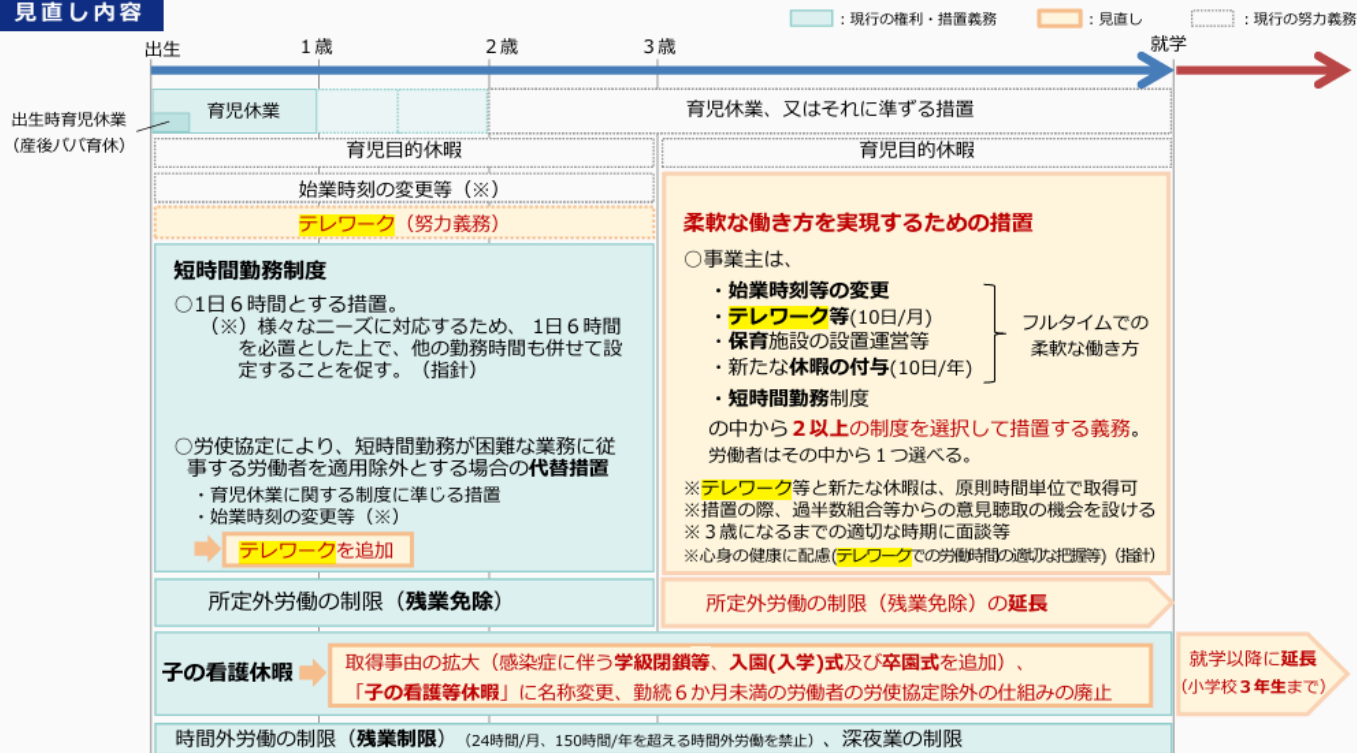 見直し内容
：現行の権利・措置義務
：見直し
：現行の努力義務
出生
1歳
2歳
3歳
就学
出生時育児休業
（産後パパ育休）
育児休業
育児休業、又はそれに準ずる措置
育児目的休暇
育児目的休暇
始業時刻の変更等（※）
テレワーク（努力義務）
短時間勤務制度
○1日６時間とする措置。
（※）様々なニーズに対応するため、 1日６時間
を必置とした上で、他の勤務時間も併せて設
定することを促す。（指針）
○労使協定により、短時間勤務が困難な業務に従
事する労働者を適用除外とする場合の代替措置
・育児休業に関する制度に準じる措置
・始業時刻の変更等（※）
テレワークを追加
柔軟な働き方を実現するための措置
○事業主は、
・始業時刻等の変更
・テレワーク等(10日/月)
・保育施設の設置運営等
・新たな休暇の付与(10日/年)
フルタイムでの
柔軟な働き方
・短時間勤務制度
の中から２以上の制度を選択して措置する義務。
労働者はその中から１つ選べる。
※テレワーク等と新たな休暇は、原則時間単位で取得可
※措置の際、過半数組合等からの意見聴取の機会を設ける
※３歳になるまでの適切な時期に面談等
※心身の健康に配慮(テレワークでの労働時間の適切な把握等)（指針）
所定外労働の制限（残業免除）
所定外労働の制限（残業免除）の延長
子の看護休暇
取得事由の拡大（感染症に伴う学級閉鎖等、入園(入学)式及び卒園式を追加）、
「子の看護等休暇」に名称変更、勤続６か月未満の労働者の労使協定除外の仕組みの廃止
就学以降に延長
（小学校３年生まで）
時間外労働の制限（残業制限）（24時間/月、150時間/年を超える時間外労働を禁止）、深夜業の制限